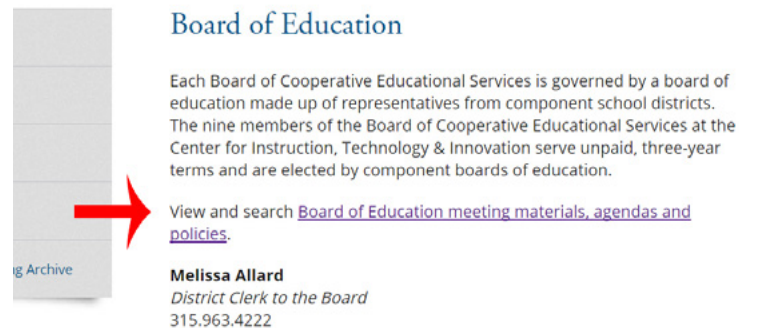 Board of Education
Each Board of Cooperative Educational Services is governed by a board of
education made up of representatives from component school districts.
The nine members of the Board of Cooperative Educational Services at the
Center for Instruction, Technology & Innovation serve unpaid, three-year
terms and are elected by component boards of education.
View and search Board of Education meeting materials, agendas and
policies.
g Archive
Melissa Allard
District Clerk to the Board
315.963.4222